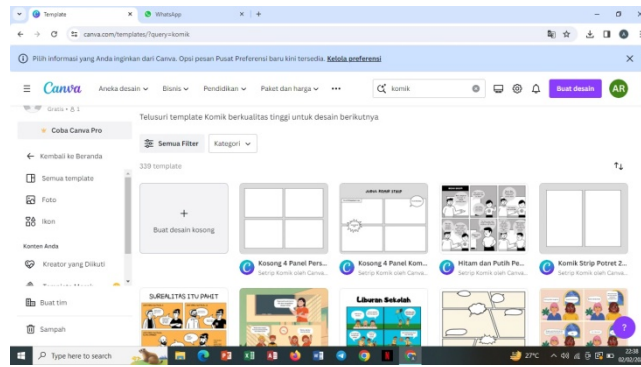 Template
WhatsApp
canva.com/templates/?query=komik
Pilih informasi yang Anda inginkan dari Canva. Opsi pesan Pusat Preferensi baru kini tersedia. Kelola preferensi
Canva
Aneka desain
Bisnis
Pendidikan
Paket dan harga
komik
Buat desain
AR
Gratis • 1
Coba Canva Pro
Kembali ke Beranda
Semua template
Foto
Ikon
Konten Anda
Kreator yang Diikuti
Buat tim
Sampah
Telusuri template Komik berkualitas tinggi untuk desain berikutnya
Semua Filter
Kategori
339 template
Buat desain kosong
Kosong 4 Panel Pers...
Setrip Komik oleh Canva...
Kosong 4 Panel Kom...
Setrip Komik oleh Canva...
Hitam dan Putih Pe...
Setrip Komik oleh Canva...
Komik Strip Potret 2...
Setrip Komik oleh Canva...
SUREALITAS ITU PAHIT
Liburan Sekolah
Type here to search
27°C
22:38